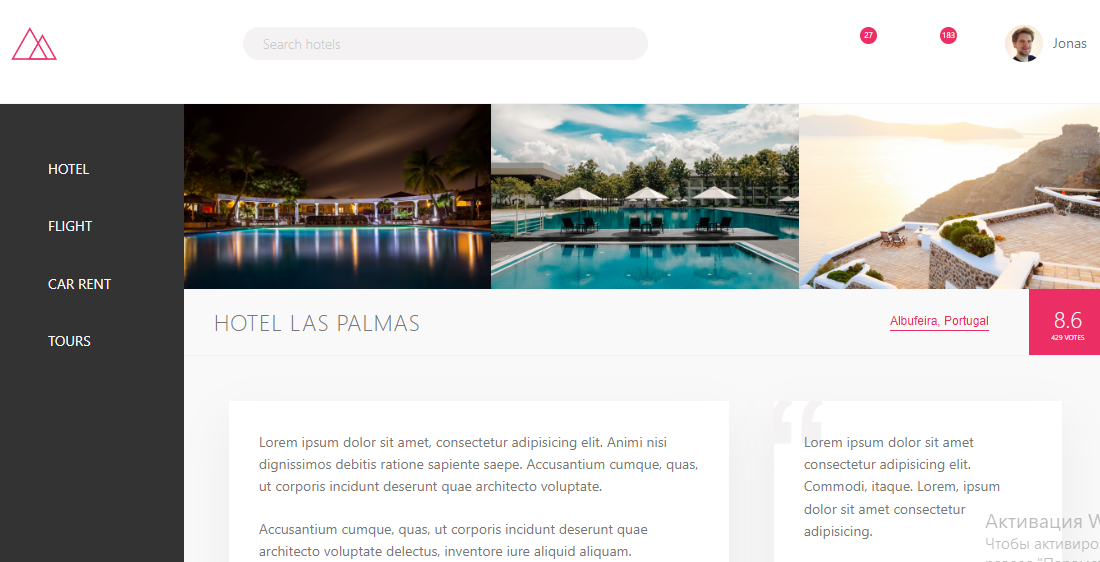 Search hotels
27
183
Jonas
HOTEL
FLIGHT
CAR RENT
TOURS
HOTEL LAS PALMAS
Albufeira, Portugal
8.6
429 VOTES
Lorem ipsum dolor sit amet, consectetur adipisicing elit. Animi nisi
dignissimos debitis ratione sapiente saepe. Accusantium cumque, quas,
ut corporis incidunt deserunt quae architecto voluptate.
Accusantium cumque, quas, ut corporis incidunt deserunt quae
architecto voluptate delectus, inventore iure aliquid aliquam.
“
Lorem ipsum dolor sit amet
consectetur adipisicing elit.
Commodi, itaque. Lorem, ipsum
dolor sit amet consectetur
adipisicing.
Активация W
Чтобы активиро